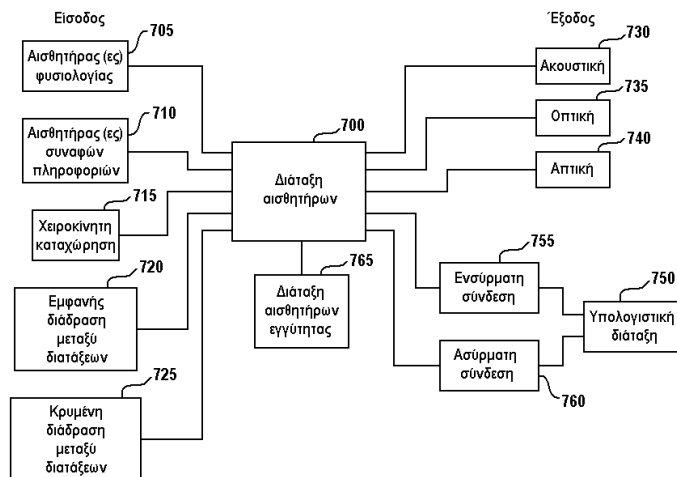 Είσοδος
Έξοδος
705
Αισθητήρας (ες)
φυσιολογίας
710
Αισθητήρας (ες)
συναφών
πληροφοριών
715
Χειροκίνητη
καταχώρηση
720
Εμφανής
διάδραση
μεταξύ
διατάξεων
725
Κρυμένη
διάδραση
μεταξύ
διατάξεων
700
Διάταξη
αισθητήρων
765
Διάταξη
αισθητήρων
εγγύτητας
730
Ακουστική
735
Οπτική
740
Απτική
755
Ενσύρματη
σύνδεση
750
Υπολογιστική
διάταξη
Ασύρματη
σύνδεση
760